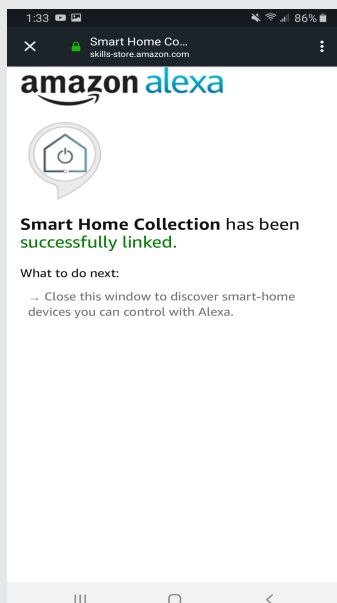 1:33 86%
Smart Home Co...
skills-store.amazon.com
amazon alexa
Smart Home Collection has been
successfully linked.
What to do next:
→ Close this window to discover smart-home
devices you can control with Alexa.